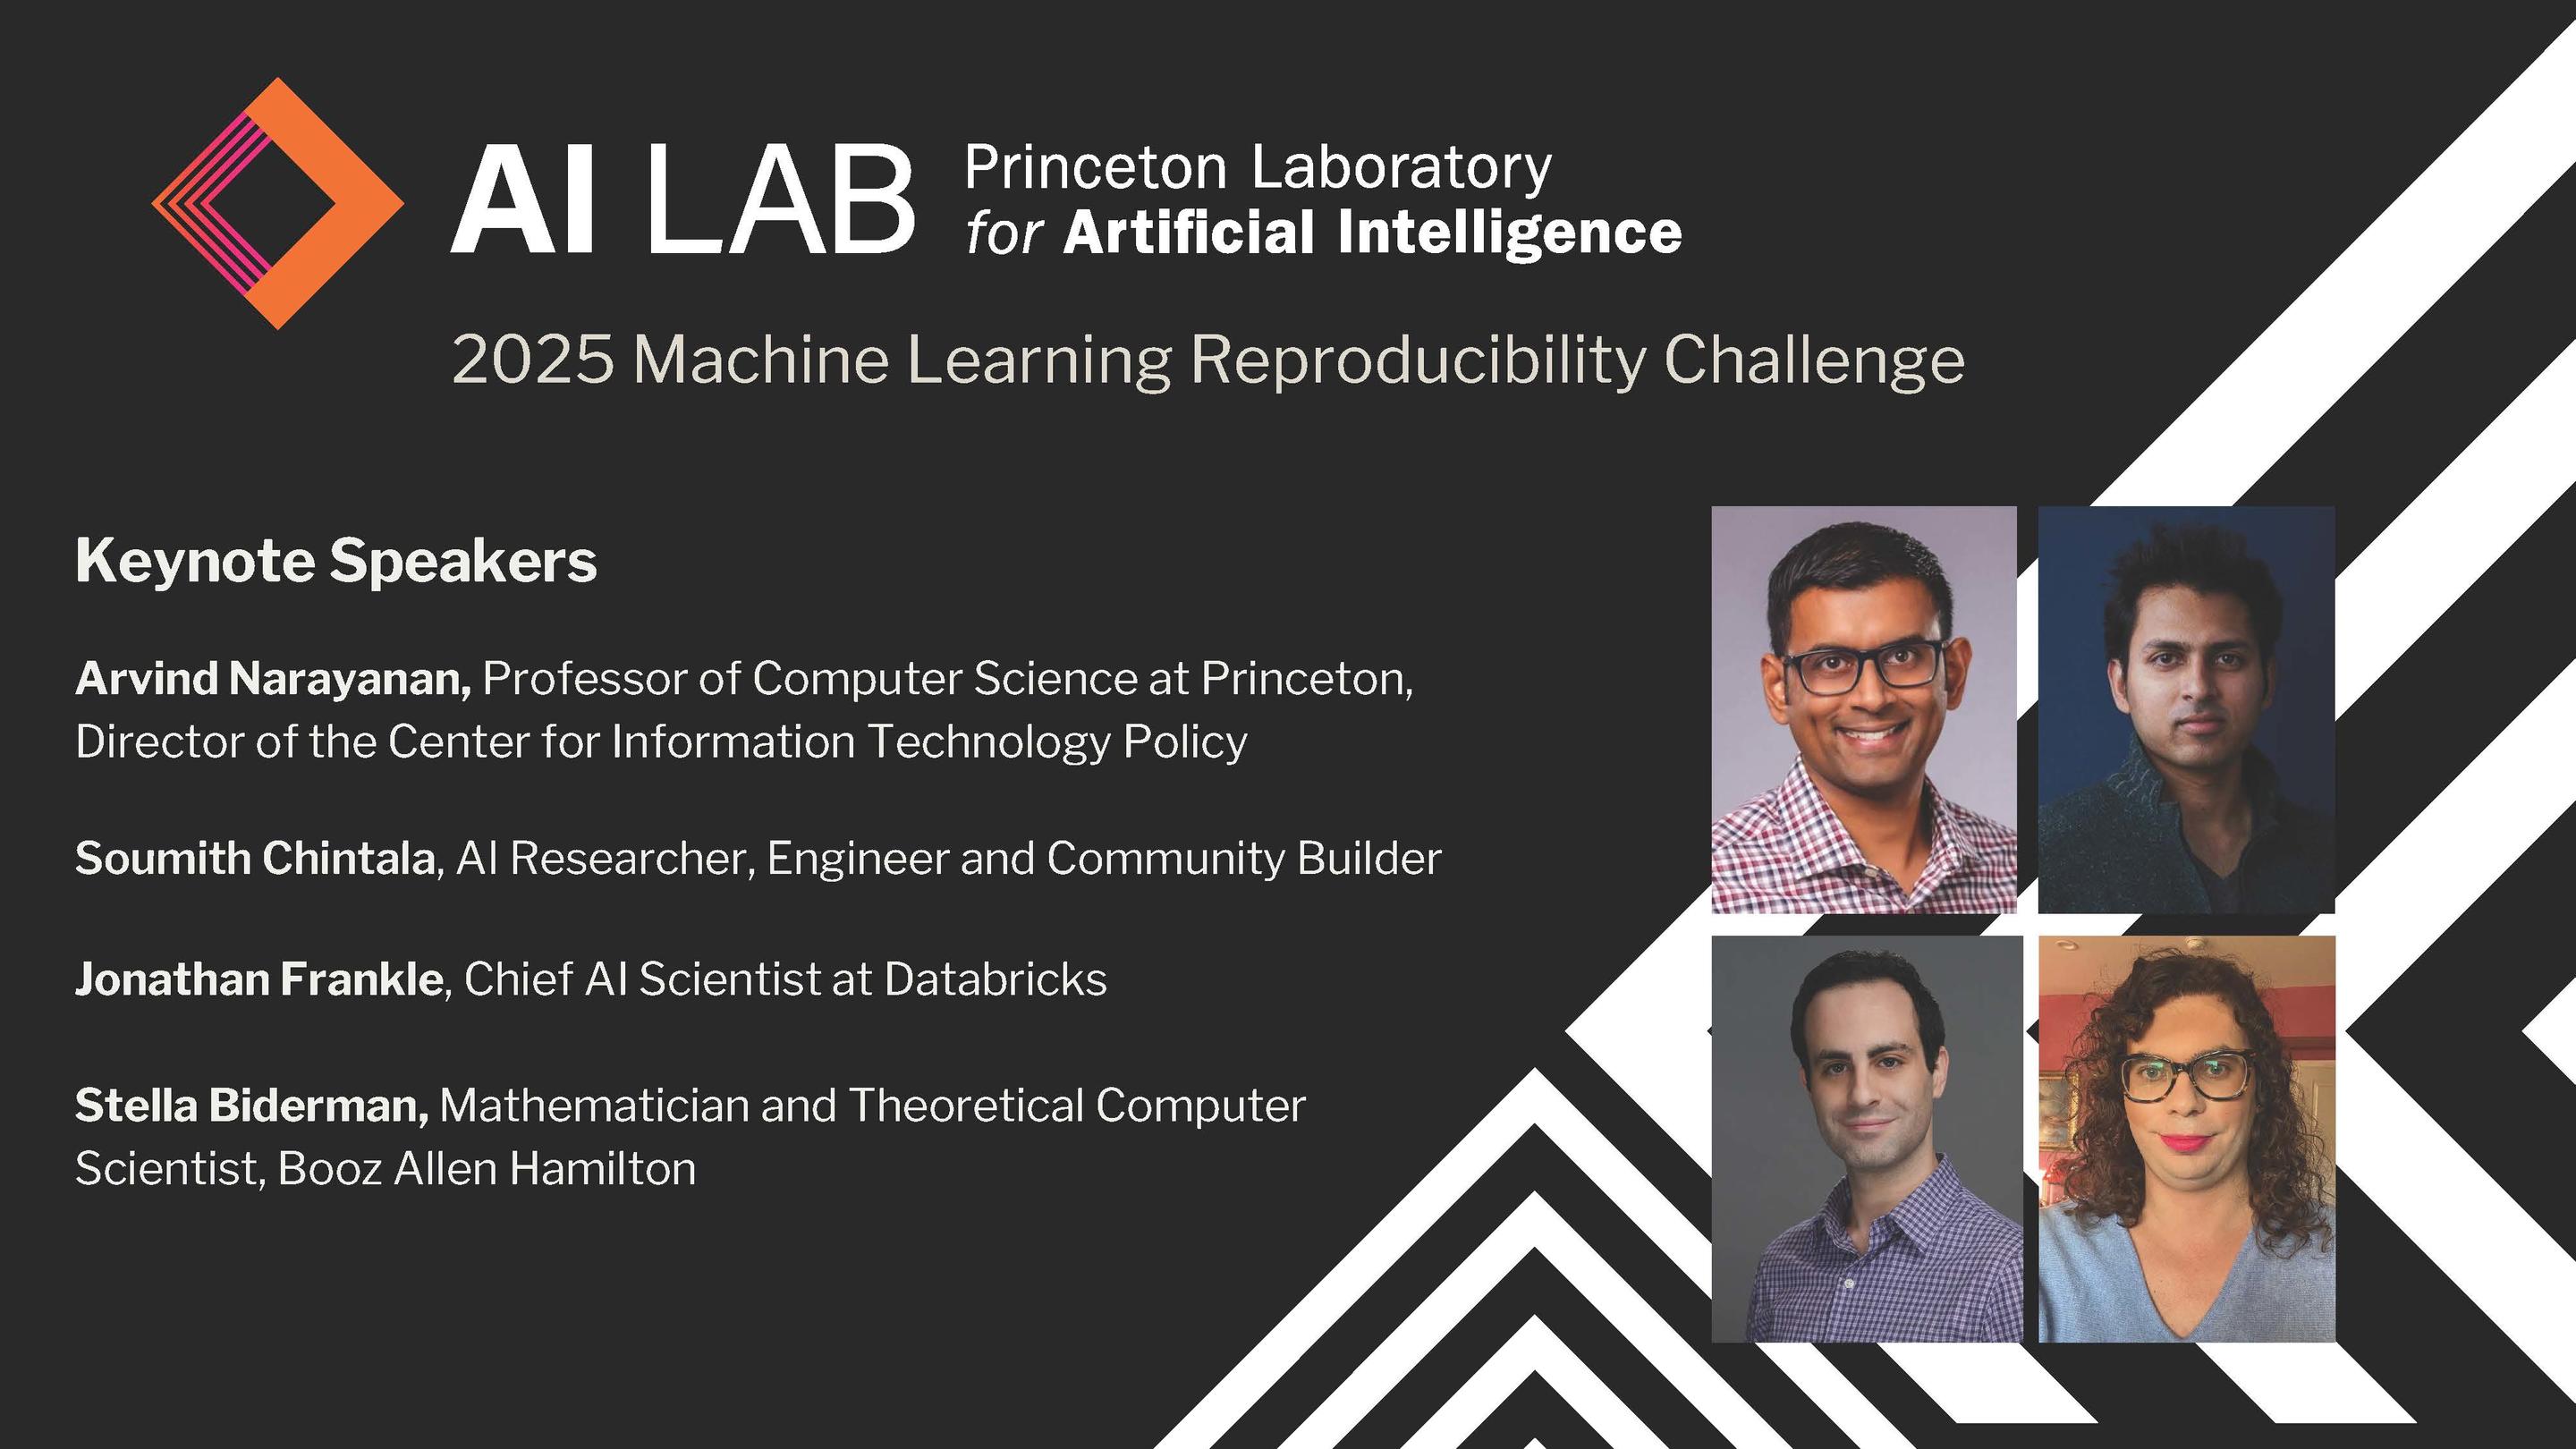 AI LAB
Princeton Laboratory
for Artificial Intelligence
2025 Machine Learning Reproducibility Challenge
Keynote Speakers
Arvind Narayanan, Professor of Computer Science at Princeton,
Director of the Center for Information Technology Policy
Soumith Chintala, AI Researcher, Engineer and Community Builder
Jonathan Frankle, Chief AI Scientist at Databricks
Stella Biderman, Mathematician and Theoretical Computer
Scientist, Booz Allen Hamilton